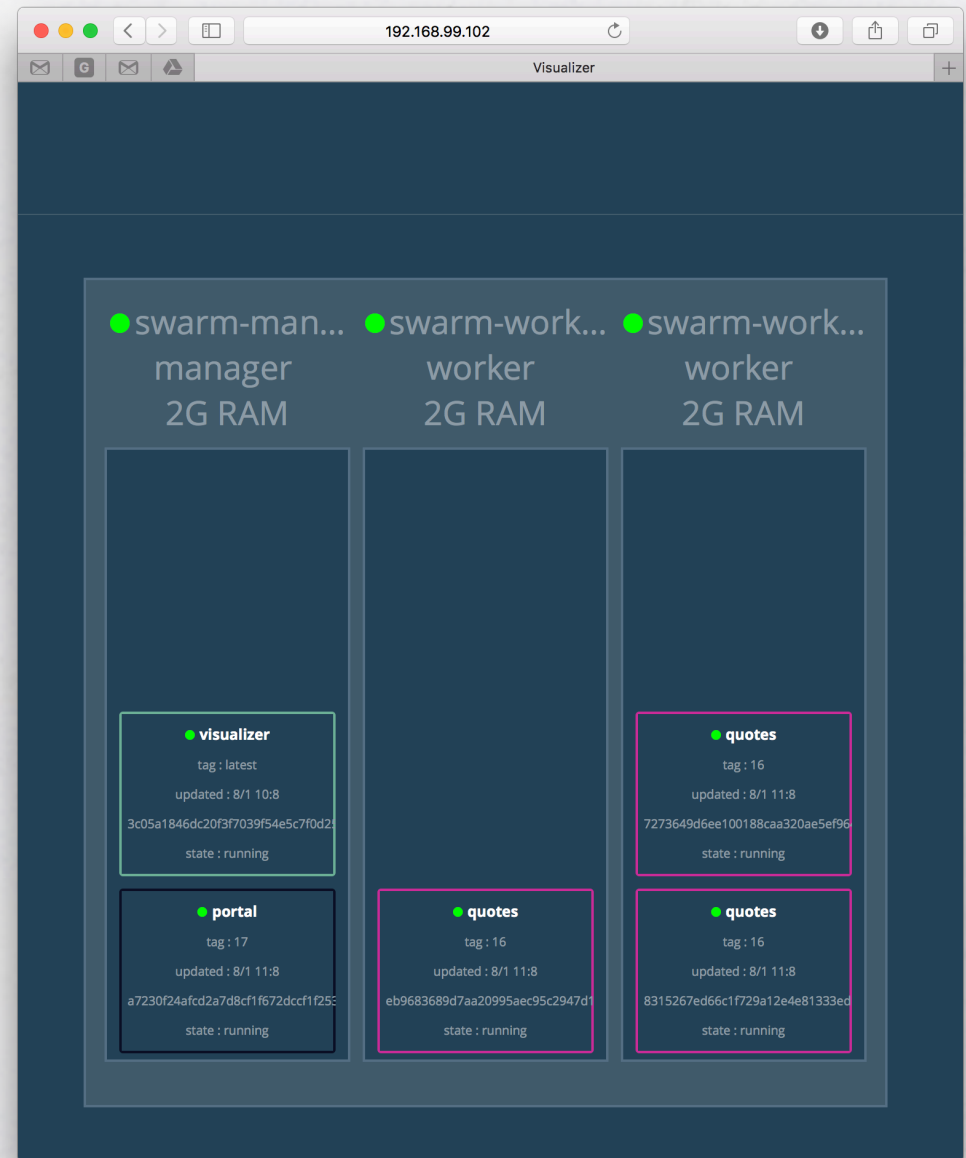 192.168.99.102
G
Visualizer
swarm-man...
manager
2G RAM
swarm-work...
worker
2G RAM
swarm-work...
worker
2G RAM
visualizer
tag : latest
updated : 8/1 10:8
3c05a1846dc20f3f7039f54e5c7f0d25
state : running
portal
tag : 17
updated : 8/1 11:8
a7230f24afcd2a7d8cf1f672dccf1f253
state : running
quotes
tag : 16
updated : 8/1 11:8
eb9683689d7aa20995aec95c2947d1
state : running
quotes
tag : 16
updated : 8/1 11:8
7273649d6ee100188caa320ae5ef96
state : running
quotes
tag : 16
updated : 8/1 11:8
8315267ed66c1f729a12e4e81333ed
state : running